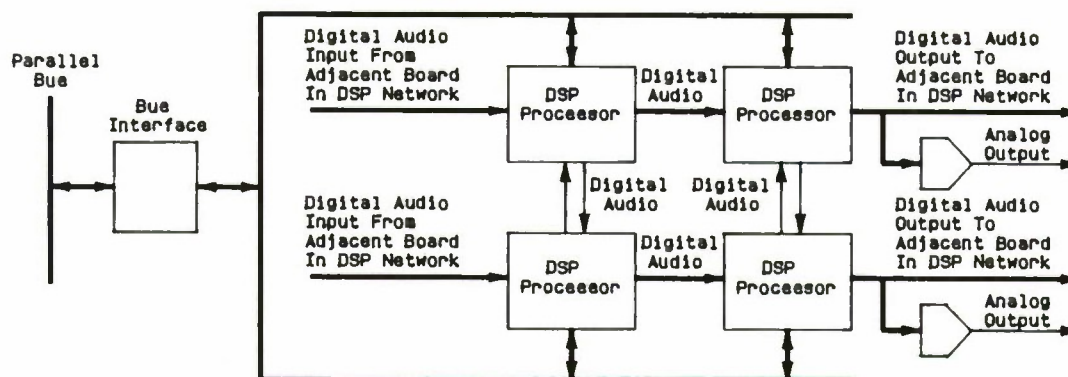 Parallel
Bue
Bue
Interface
Digital Audio
Input From
Adjacent Board
In DSP Network
DSP
Processor
Digital
Audio
DSP
Processor
Digital Audio
Output To
Adjacent Board
In DSP Network
Analog
Output
Digital
Audio
Digital
Audio
Digital Audio
Input From
Adjacent Board
In DSP Network
DSP
Processor
Digital
Audio
DSP
Processor
Digital Audio
Output To
Adjacent Board
In DSP Network
Analog
Output